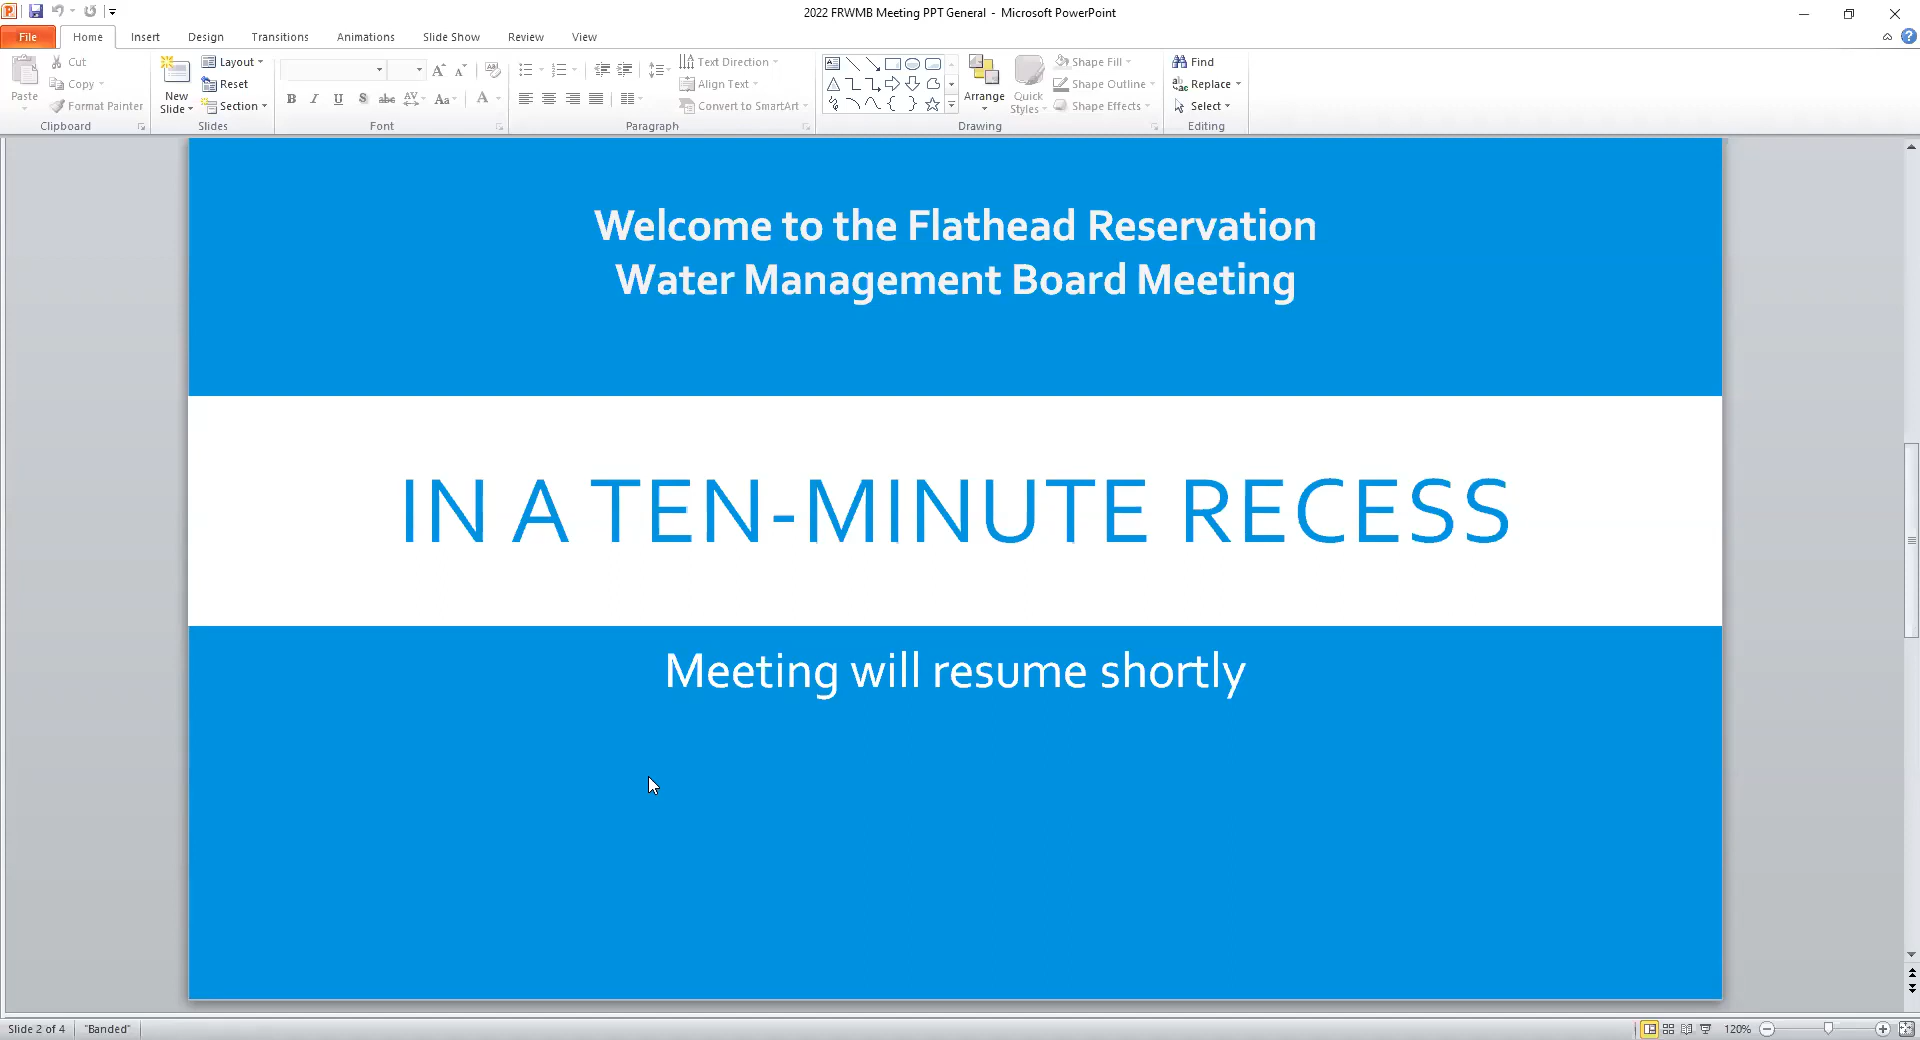 2022 FRWMB Meeting PPT General - Microsoft PowerPoint
File Home Insert Design Transitions Animations Slide Show Review View
Paste
Cut
Copy
Format Painter
Clipboard
New
Slide
Layout
Reset
Section
Slides
B I U S abc AV Aa A
Font
Text Direction
Align Text
Convert to SmartArt
Paragraph
Arrange
Quick
Styles
Shape Fill
Shape Outline
Shape Effects
Drawing
Find
Replace
Select
Editing
Welcome to the Flathead Reservation
Water Management Board Meeting
IN A TEN-MINUTE RECESS
Meeting will resume shortly
Slide 2 of 4 "Banded" 120%